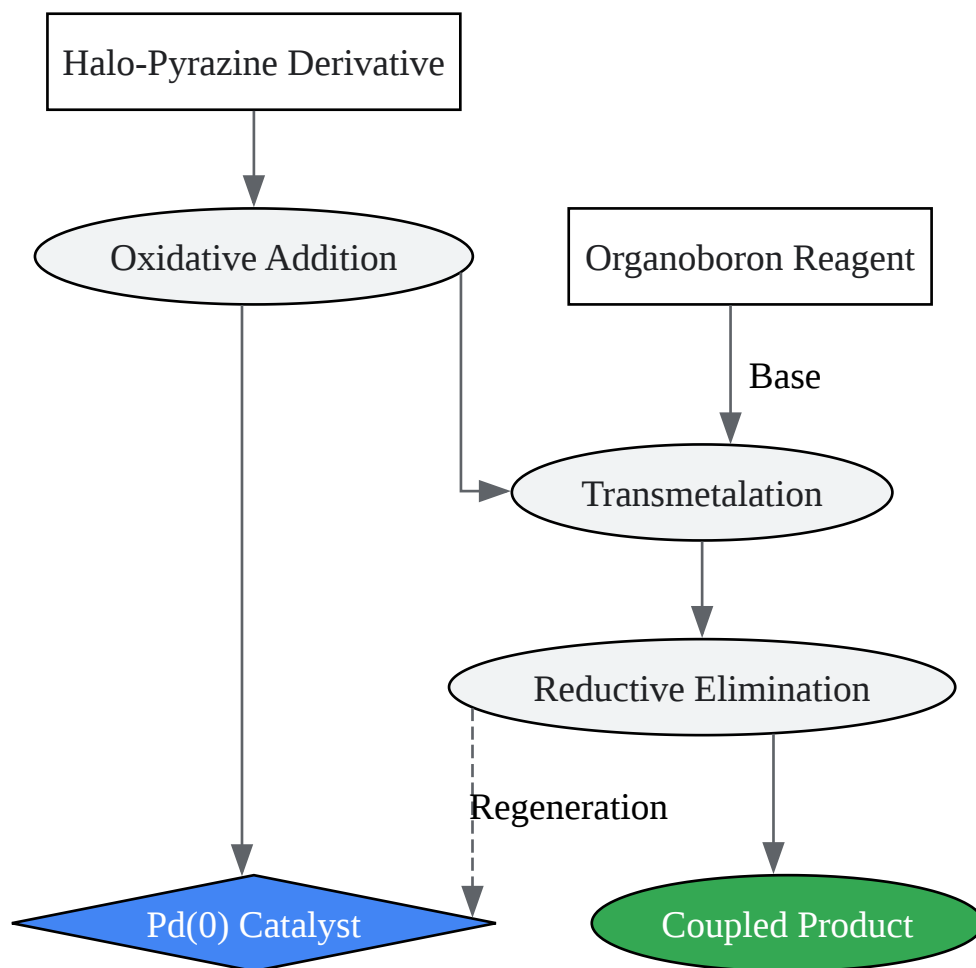 Halo-Pyrazine Derivative
Oxidative Addition
Organoboron Reagent
Base
Transmetalation
Reductive Elimination
Regeneration
Pd(0) Catalyst
Coupled Product